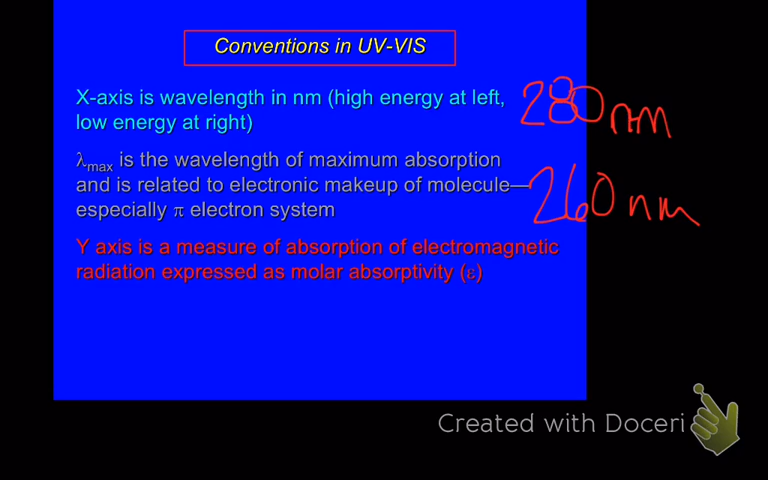 Conventions in UV-VIS
X-axis is wavelength in nm (high energy at left,
low energy at right)
λmax is the wavelength of maximum absorption
and is related to electronic makeup of molecule—
especially π electron system
Y axis is a measure of absorption of electromagnetic
radiation expressed as molar absorptivity (ε)
280 nm
260 nm
Created with Doceri